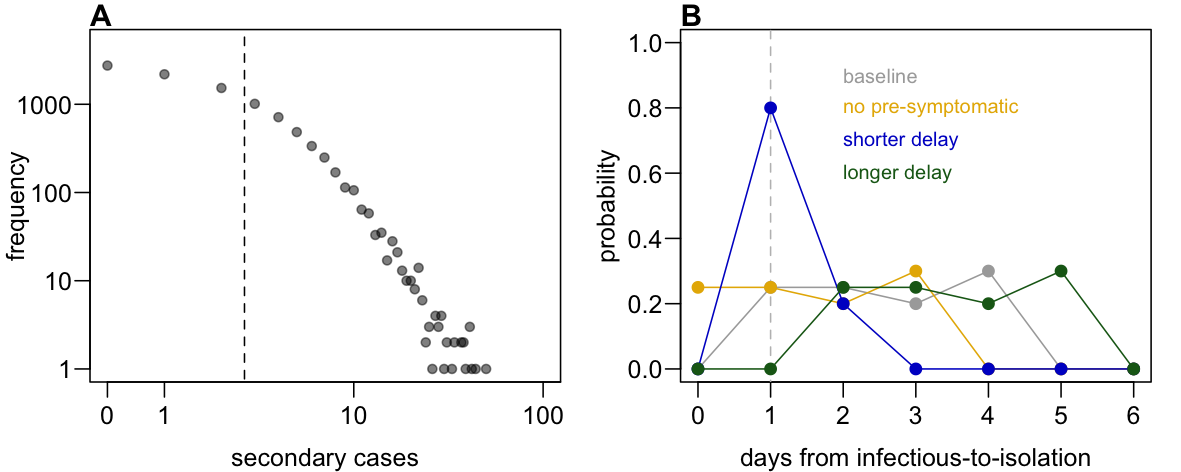 A
frequency
1000
100
10
1
0 1 10 100
secondary cases
B
probability
1.0
0.8
0.6
0.4
0.2
0.0
baseline
no pre-symptomatic
shorter delay
longer delay
0 1 2 3 4 5 6
days from infectious-to-isolation